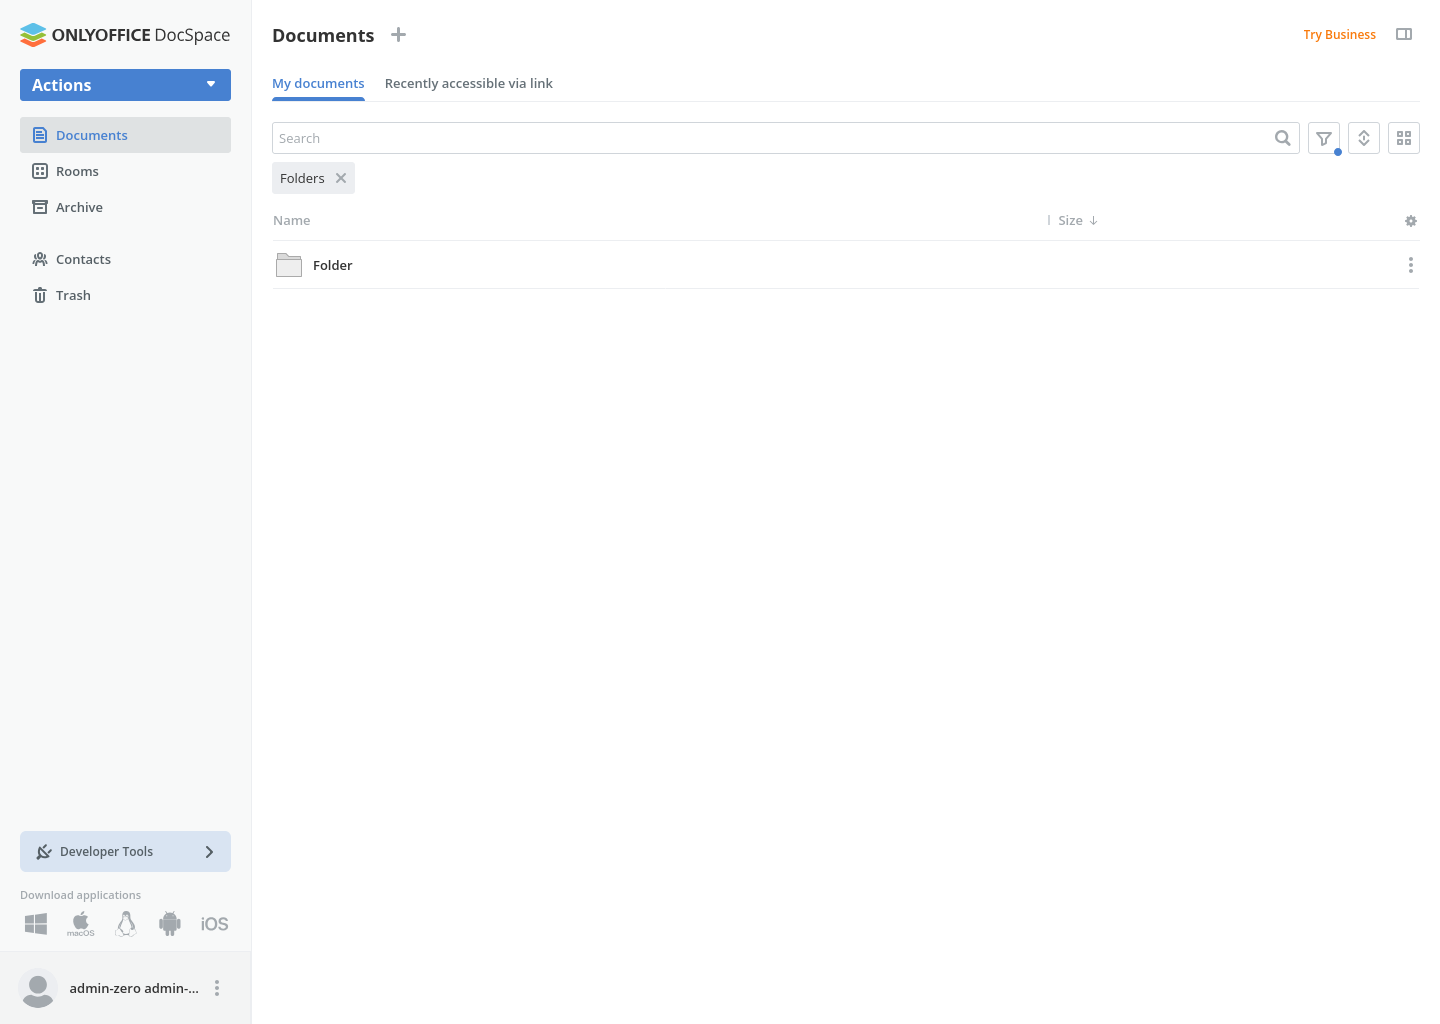 ONLYOFFICE DocSpace
Actions
Documents
Rooms
Archive
Contacts
Trash
Developer Tools
Download applications
macOS
iOS
admin-zero admin-...
Documents
Try Business
My documents
Recently accessible via link
Search
Folders
Name
Size
Folder